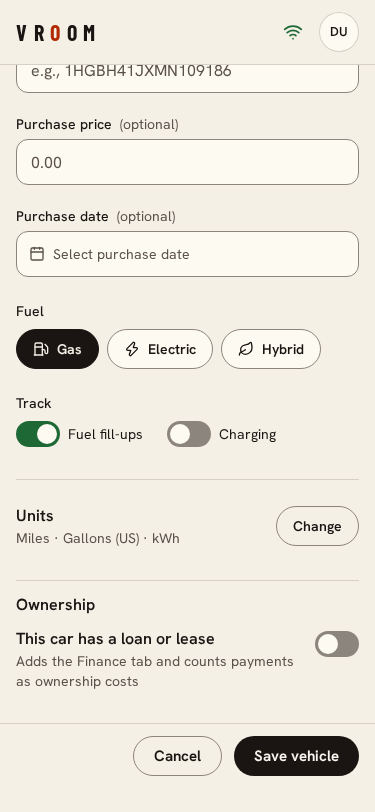 VROOM
DU
e.g., 1HGBH41JXMN109186
Purchase price (optional)
0.00
Purchase date (optional)
Select purchase date
Fuel
Gas
Electric
Hybrid
Track
Fuel fill-ups
Charging
Units
Miles · Gallons (US) · kWh
Change
Ownership
This car has a loan or lease
Adds the Finance tab and counts payments
as ownership costs
Cancel
Save vehicle